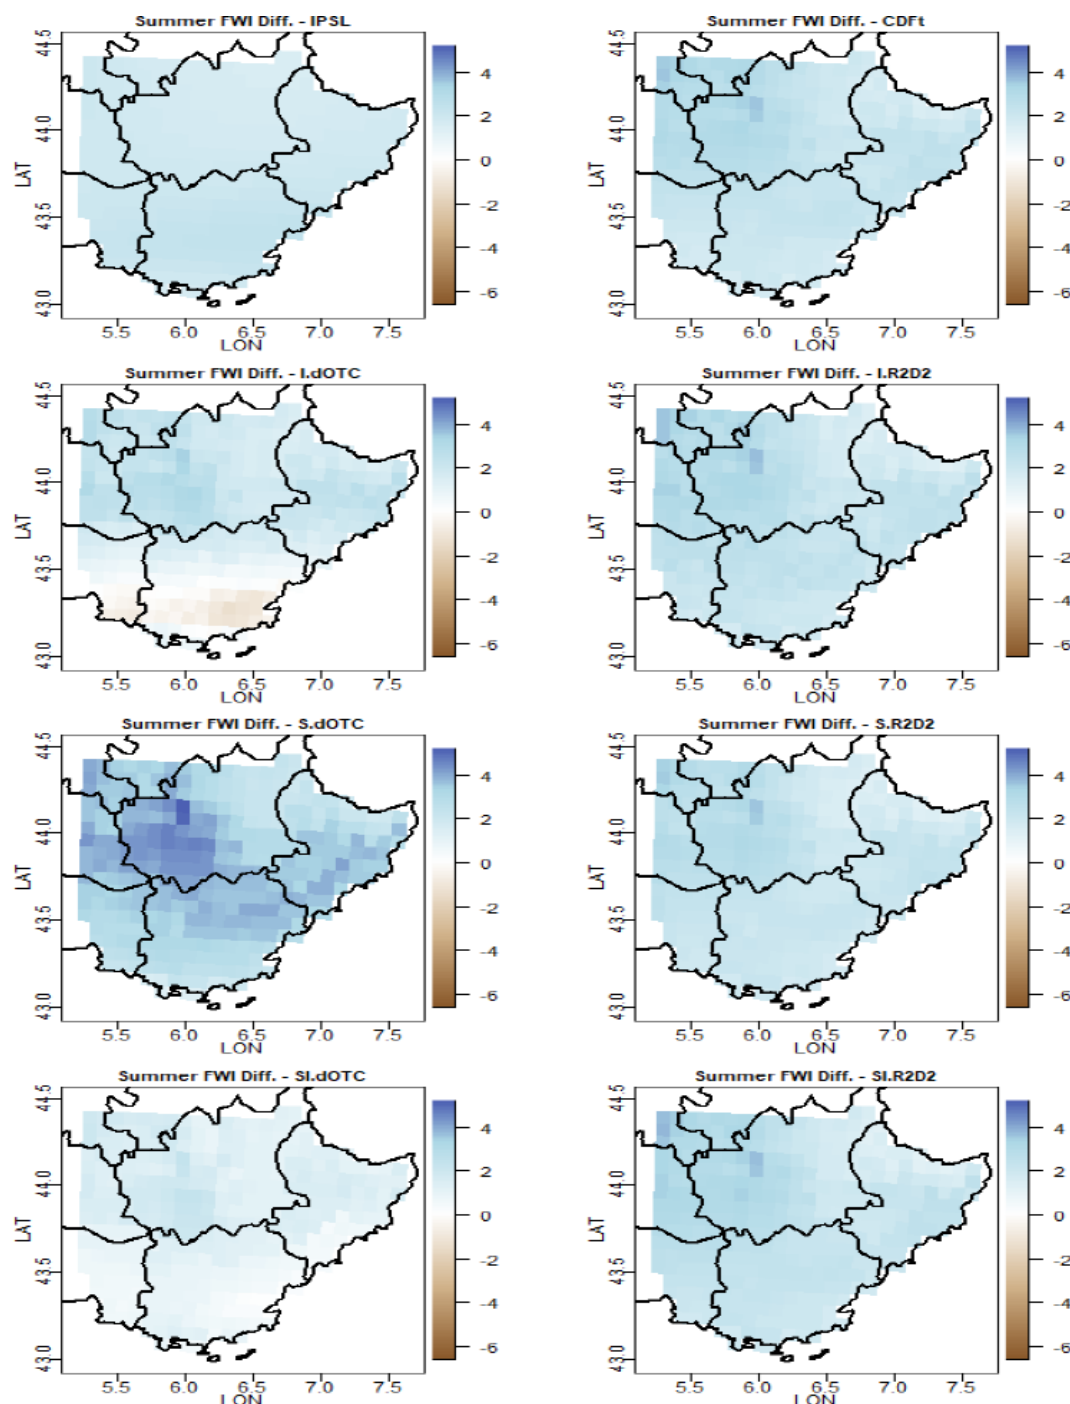 Summer FWI Diff. - IPSL
LAT
43.0 43.5 44.0 44.5
5.5 6.0 6.5 7.0 7.5
LON
4
2
0
-2
-4
-6
Summer FWI Diff. - CDFt
LAT
43.0 43.5 44.0 44.5
5.5 6.0 6.5 7.0 7.5
LON
4
2
0
-2
-4
-6
Summer FWI Diff. - I.dOTC
LAT
43.0 43.5 44.0 44.5
5.5 6.0 6.5 7.0 7.5
LON
4
2
0
-2
-4
-6
Summer FWI Diff. - I.R2D2
LAT
43.0 43.5 44.0 44.5
5.5 6.0 6.5 7.0 7.5
LON
4
2
0
-2
-4
-6
Summer FWI Diff. - S.dOTC
LAT
43.0 43.5 44.0 44.5
5.5 6.0 6.5 7.0 7.5
LON
4
2
0
-2
-4
-6
Summer FWI Diff. - S.R2D2
LAT
43.0 43.5 44.0 44.5
5.5 6.0 6.5 7.0 7.5
LON
4
2
0
-2
-4
-6
Summer FWI Diff. - SI.dOTC
LAT
43.0 43.5 44.0 44.5
5.5 6.0 6.5 7.0 7.5
LON
4
2
0
-2
-4
-6
Summer FWI Diff. - SI.R2D2
LAT
43.0 43.5 44.0 44.5
5.5 6.0 6.5 7.0 7.5
LON
4
2
0
-2
-4
-6